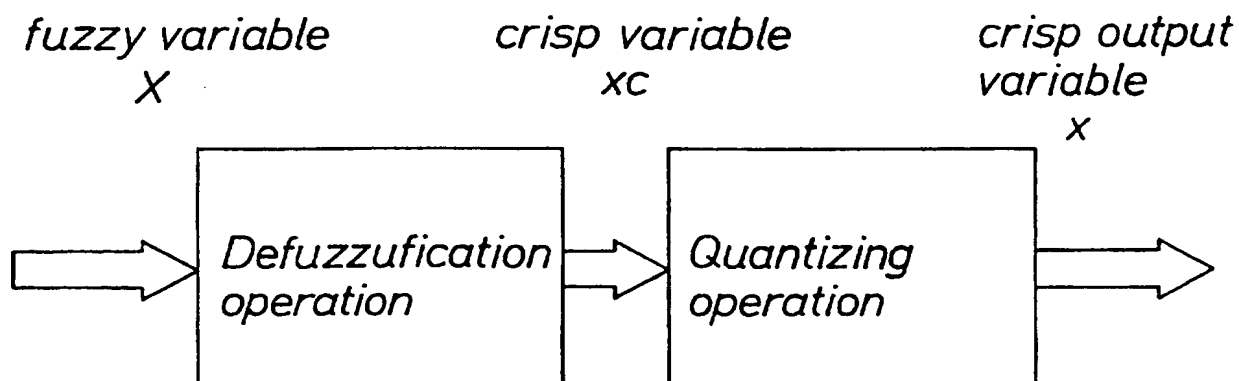 fuzzy variable
X
crisp variable
xc
crisp output
variable
x
Defuzzufication
operation
Quantizing
operation